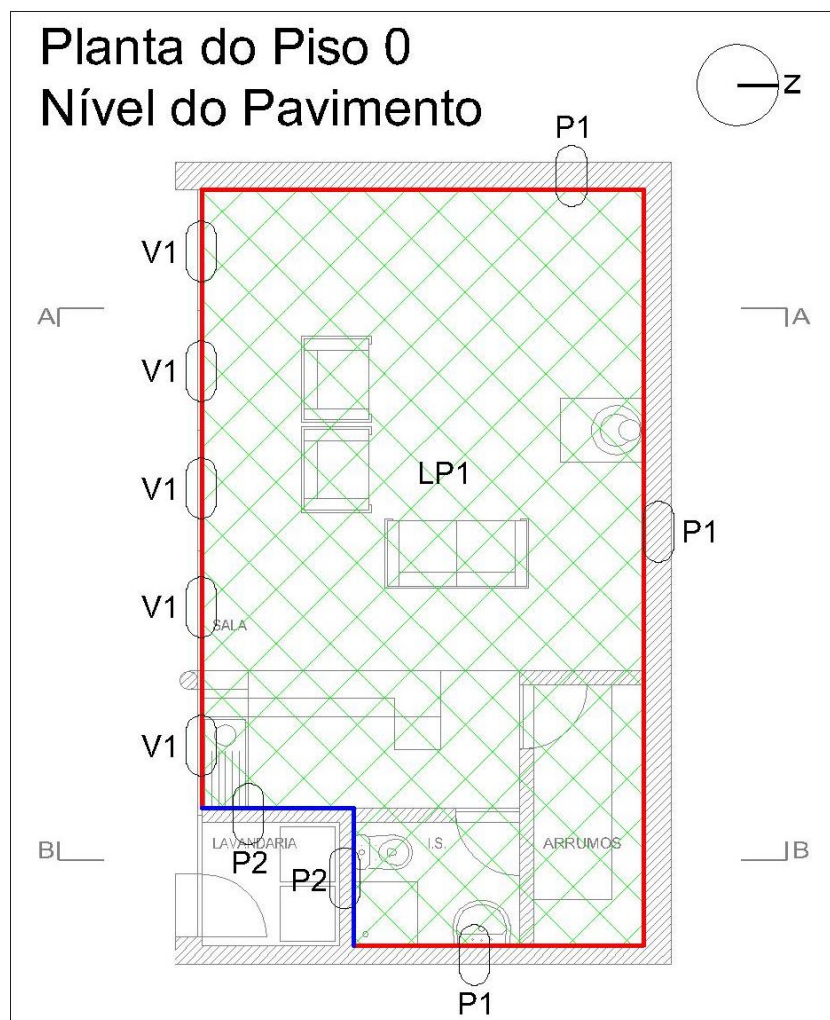 Planta do Piso 0
Nível do Pavimento
z
P1
V1
A
A
V1
LP1
V1
P1
V1
SALA
V1
LAVANDARIA
I.S.
ARRUMOS
B
B
P2
P2
P1